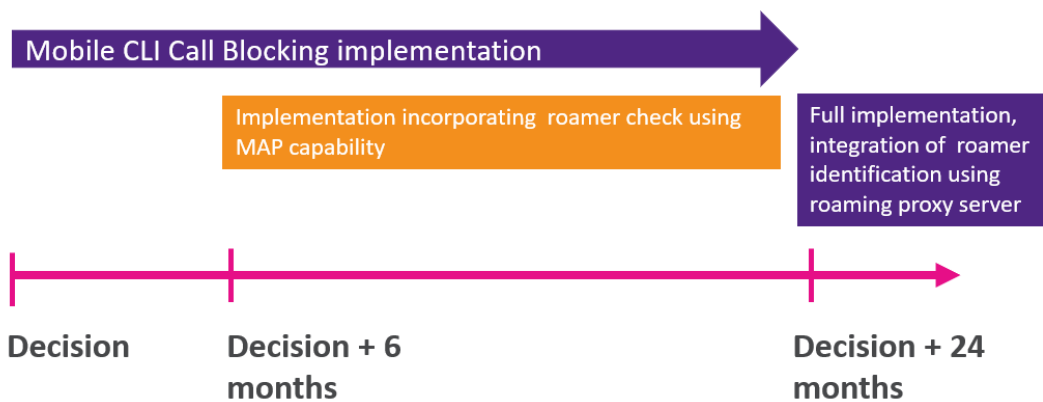 Mobile CLI Call Blocking implementation
Implementation incorporating roamer check using
MAP capability
Full implementation,
integration of roamer
identification using
roaming proxy server
Decision
Decision + 6
months
Decision + 24
months